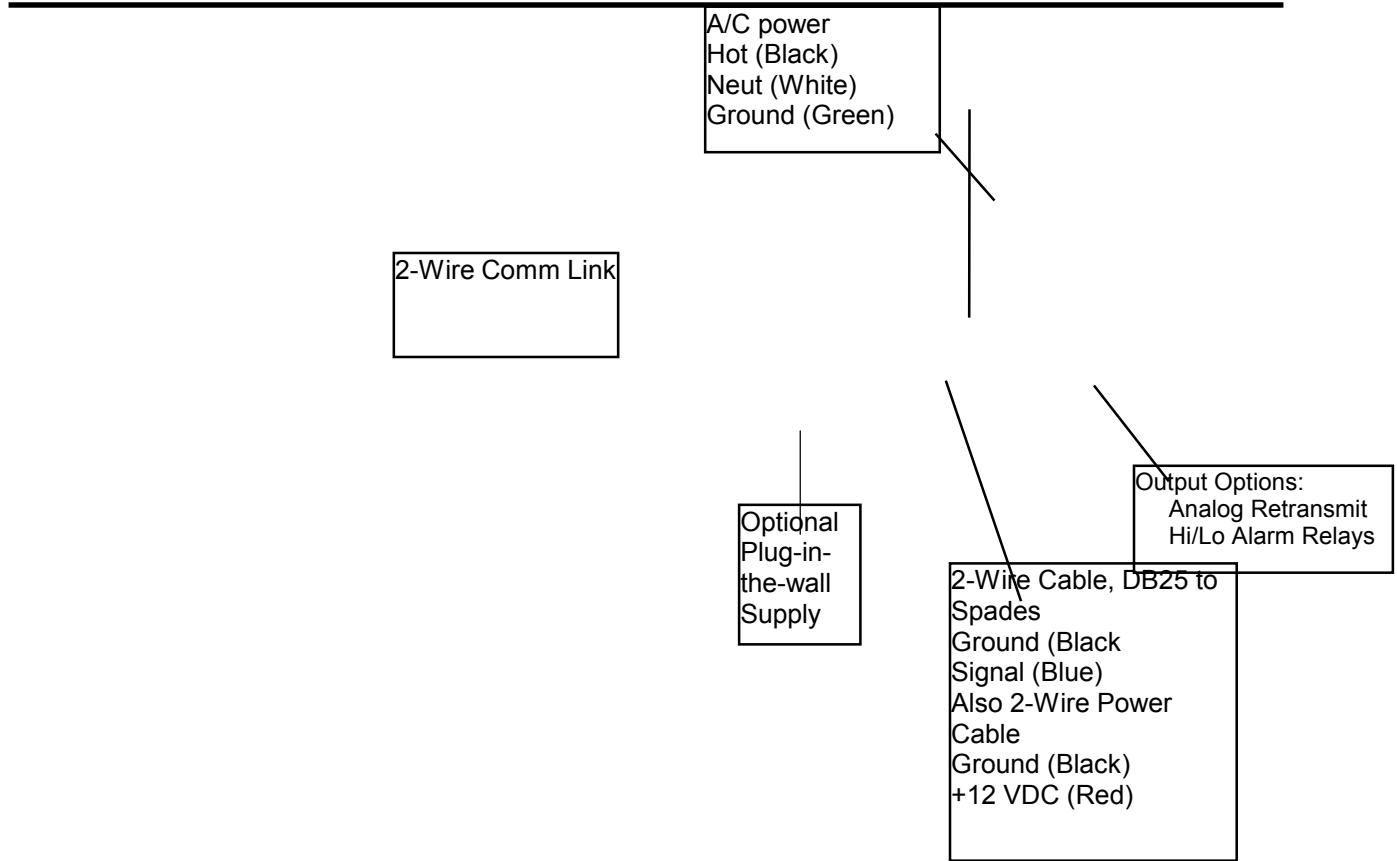 A/C power
Hot (Black)
Neut (White)
Ground (Green)
2-Wire Comm Link
Optional
Plug-in-
the-wall
Supply
Output Options:
Analog Retransmit
Hi/Lo Alarm Relays
2-Wire Cable, DB25 to
Spades
Ground (Black
Signal (Blue)
Also 2-Wire Power
Cable
Ground (Black)
+12 VDC (Red)